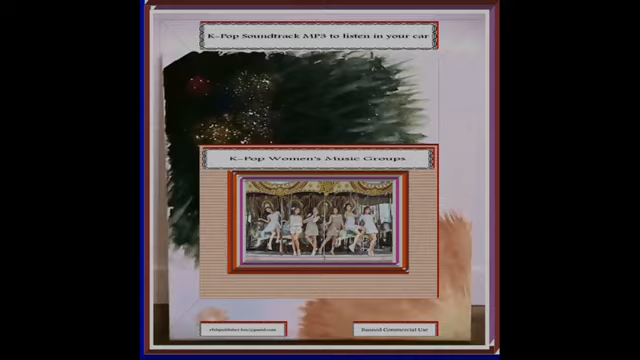 K-Pop Soundtrack MP3 to listen in your car
K-Pop Women's Music Groups
Banned Commercial Use